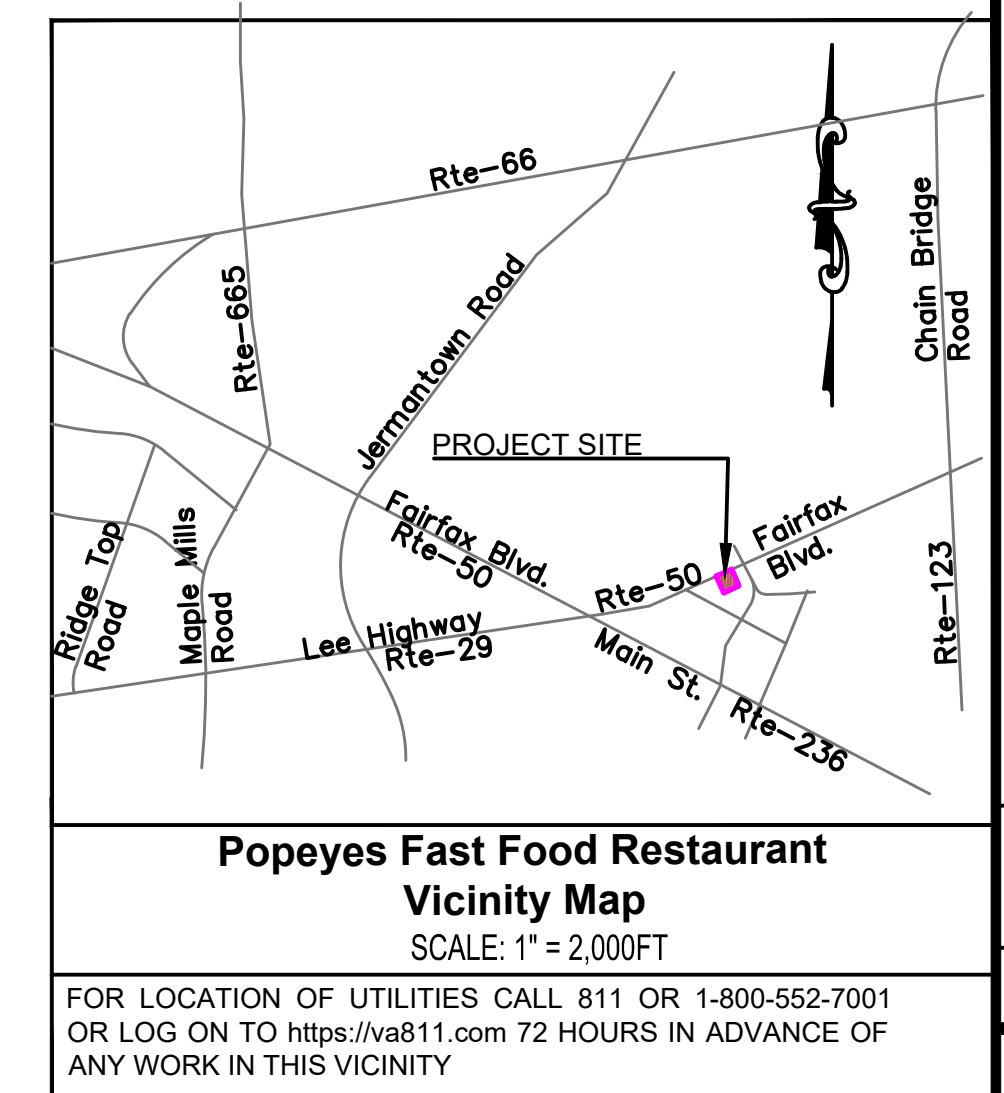 Rte-66
Chain Bridge
Road
Rte-665
Jermantown Road
PROJECT SITE
Fairfax Blvd.
Rte-50
Fairfax
Blvd.
Rte-50
Ridge Top
Road
Maple Mills
Road
Lee Highway
Rte-29
Main St.
Rte-236
Rte-123
Popeyes Fast Food Restaurant
Vicinity Map
SCALE: 1" = 2,000FT
FOR LOCATION OF UTILITIES CALL 811 OR 1-800-552-7001
OR LOG ON TO https://va811.com 72 HOURS IN ADVANCE OF
ANY WORK IN THIS VICINITY